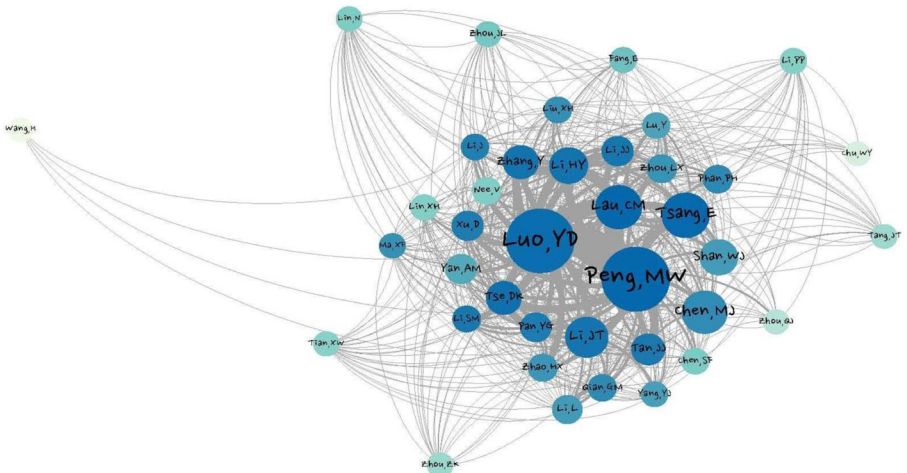 Lin,N
Zhou,JL
Fang,E
Li,PP
Liu,XH
Wang,H
Lu,Y
Li,J
Zhang,Y
Li,HY
Li,JJ
Chu,WY
Zhou,LX
Phan,PH
Nee,V
Lin,XH
Lau,CM
Tsang,E
Xu,D
Luo,YD
Tang,JT
Ma,XF
Shan,WJ
Yan,AM
Peng,MW
Tse,DK
Chen,MJ
Li,SM
Pan,YG
Zhou,QJ
Li,JT
Tian,XW
Tan,JJ
Chen,SF
Zhao,HX
Qian,GM
Yang,YJ
Li,L
Zhou,ZK